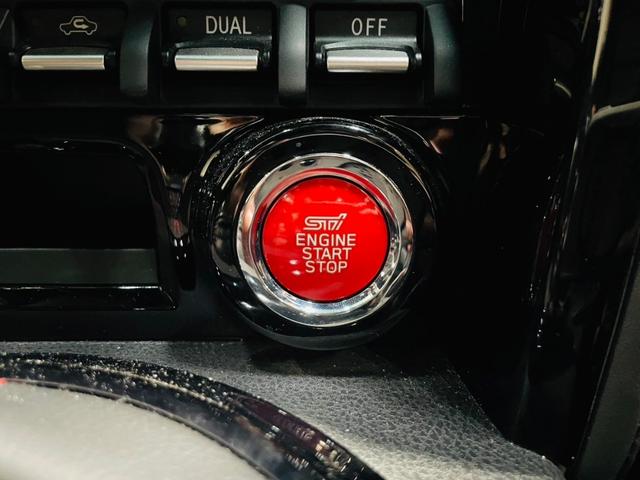 DUAL
OFF
STI
ENGINE
START
STOP